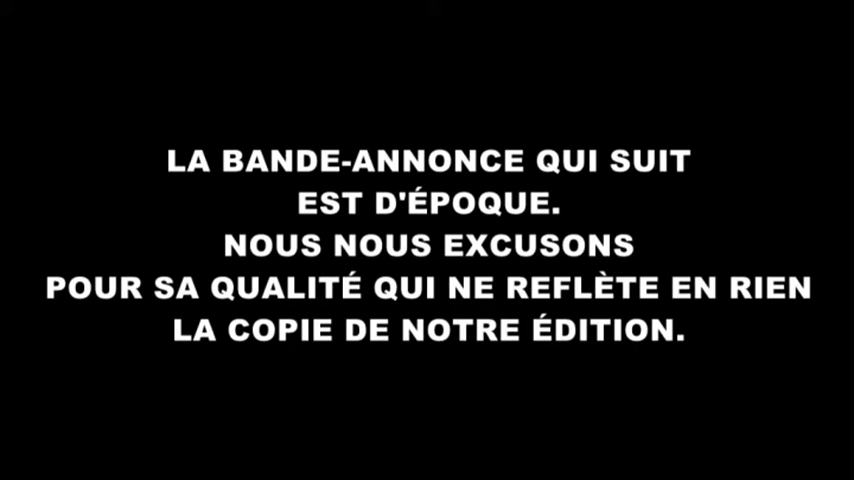 LA BANDE-ANNONCE QUI SUIT
EST D'ÉPOQUE.
NOUS NOUS EXCUSONS
POUR SA QUALITÉ QUI NE REFLÈTE EN RIEN
LA COPIE DE NOTRE ÉDITION.